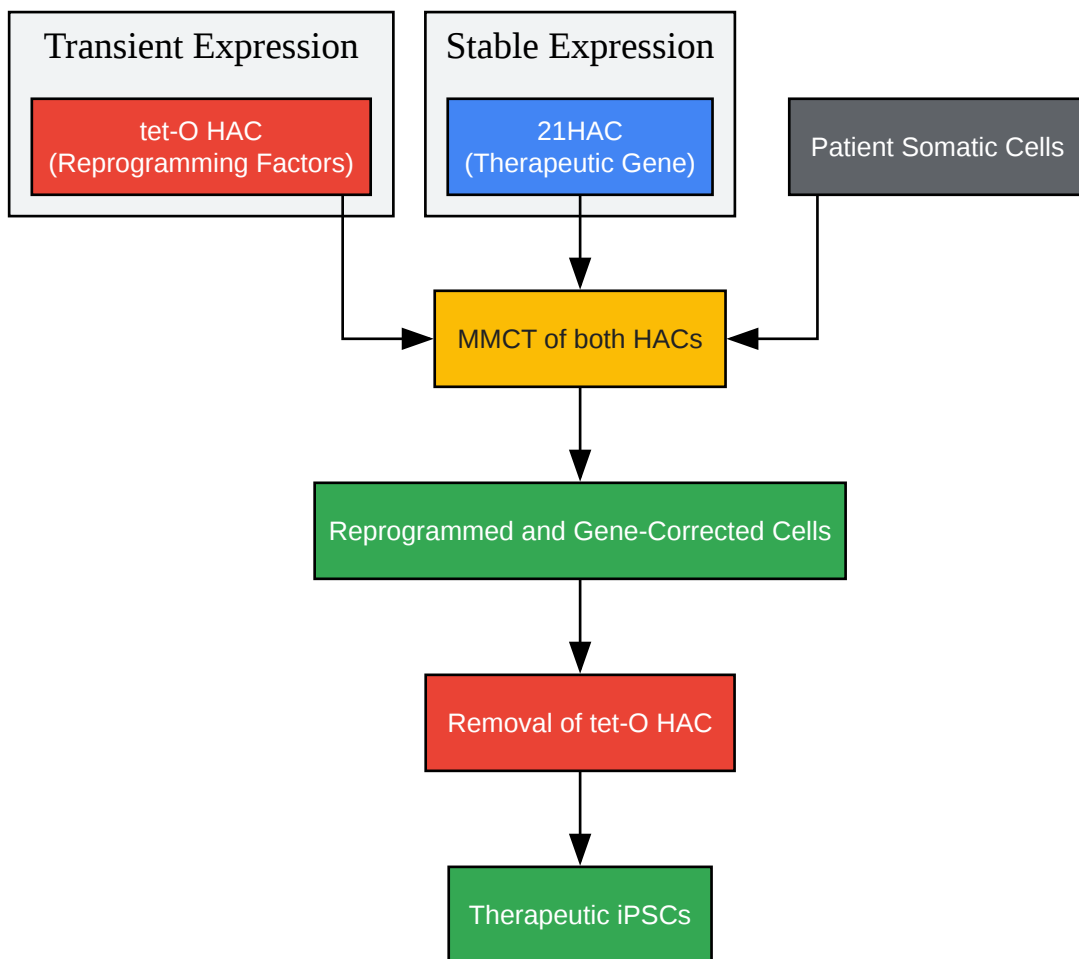 Transient Expression
Stable Expression
tet-O HAC
(Reprogramming Factors)
21HAC
(Therapeutic Gene)
Patient Somatic Cells
MMCT of both HACs
Reprogrammed and Gene-Corrected Cells
Removal of tet-O HAC
Therapeutic iPSCs